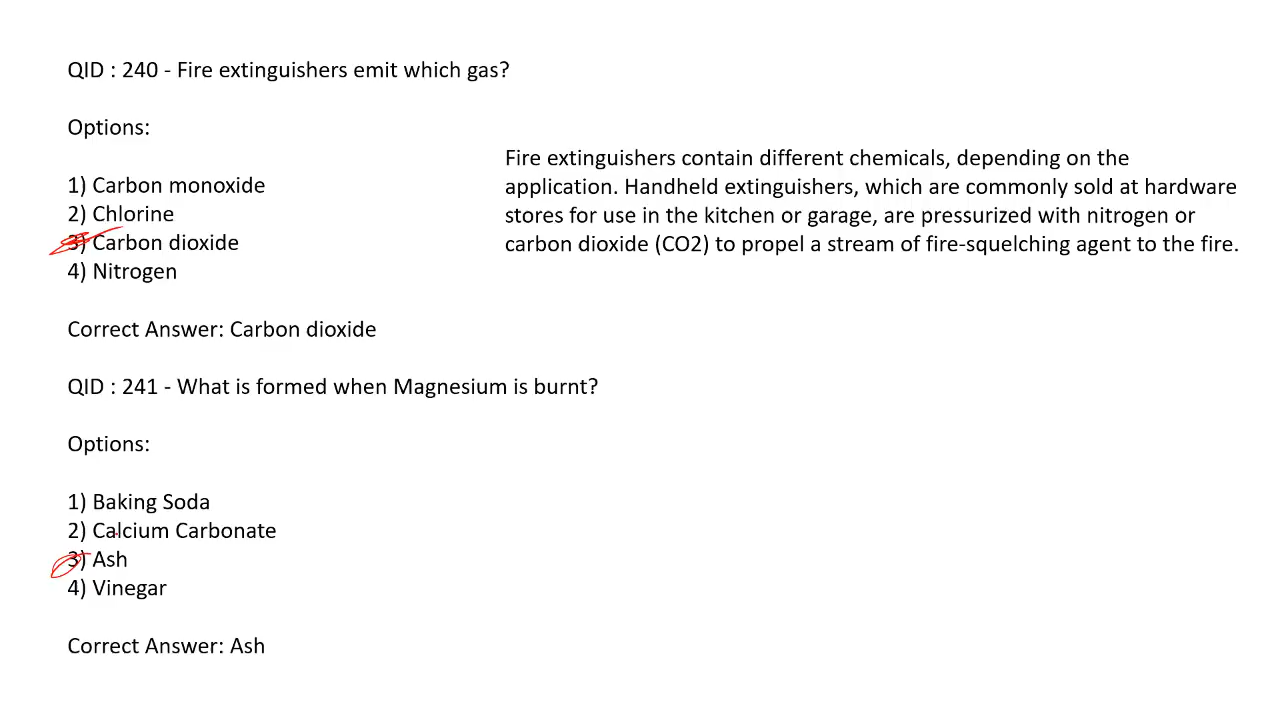 QID : 240 - Fire extinguishers emit which gas?
Options:
1) Carbon monoxide
2) Chlorine
3) Carbon dioxide
4) Nitrogen
Correct Answer: Carbon dioxide
Fire extinguishers contain different chemicals, depending on the
application. Handheld extinguishers, which are commonly sold at hardware
stores for use in the kitchen or garage, are pressurized with nitrogen or
carbon dioxide (CO2) to propel a stream of fire-squelching agent to the fire.
QID : 241 - What is formed when Magnesium is burnt?
Options:
1) Baking Soda
2) Calcium Carbonate
3) Ash
4) Vinegar
Correct Answer: Ash